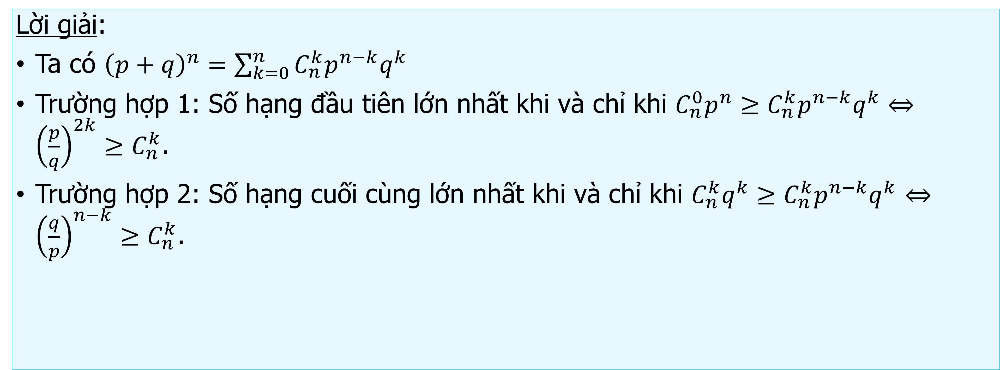 Lời giải:
• Ta có $(p + q)^n = \sum_{k=0}^{n} C_n^k p^{n-k} q^k$
• Trường hợp 1: Số hạng đầu tiên lớn nhất khi và chỉ khi $C_n^0 p^n \geq C_n^k p^{n-k} q^k \Leftrightarrow$
$\left(\frac{p}{q}\right)^{2k} \geq C_n^k.$
• Trường hợp 2: Số hạng cuối cùng lớn nhất khi và chỉ khi $C_n^k q^k \geq C_n^k p^{n-k} q^k \Leftrightarrow$
$\left(\frac{q}{p}\right)^{n-k} \geq C_n^k.$